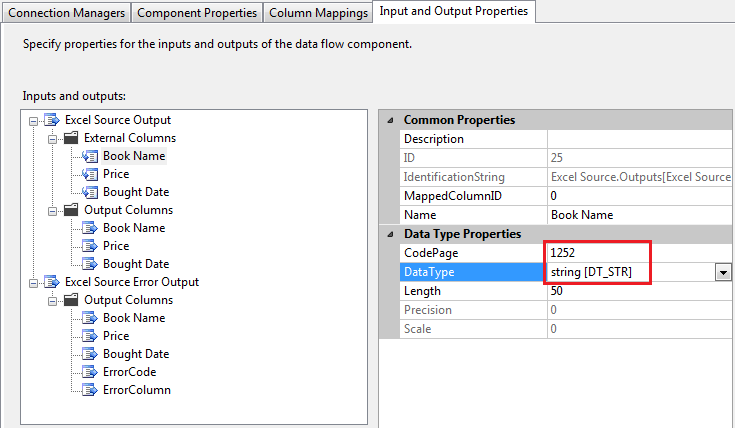 Connection Managers Component Properties Column Mappings Input and Output Properties
Specify properties for the inputs and outputs of the data flow component.
Inputs and outputs:
Excel Source Output
External Columns
Book Name
Price
Bought Date
Output Columns
Book Name
Price
Bought Date
Excel Source Error Output
Output Columns
Book Name
Price
Bought Date
ErrorCode
ErrorColumn
Common Properties
Description
ID 25
IdentificationString Excel Source.Outputs[Excel Source
MappedColumnID 0
Name Book Name
Data Type Properties
CodePage 1252
DataType string [DT_STR]
Length 50
Precision 0
Scale 0